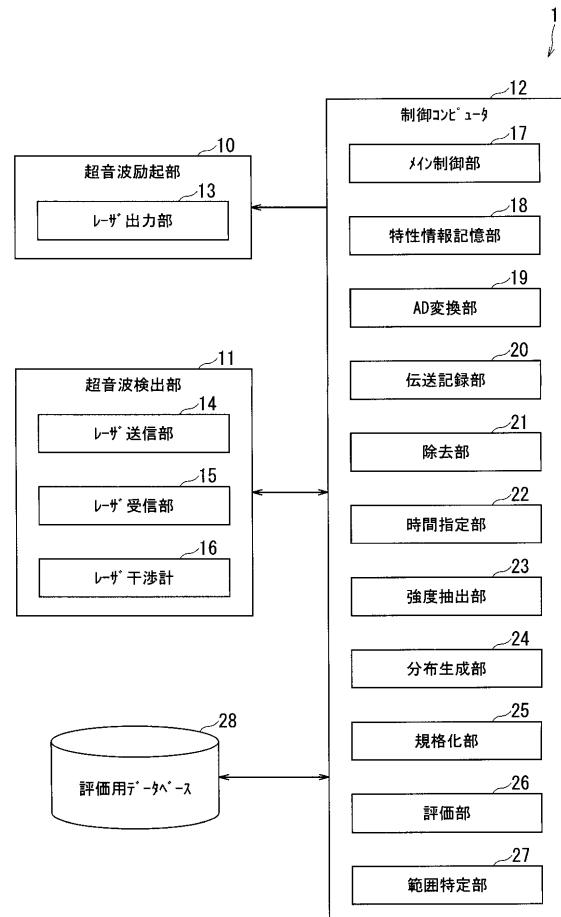 1
12
制御ｺﾝﾋﾟｭｰﾀ
17
ﾒｲﾝ制御部
18
特性情報記憶部
19
AD変換部
20
伝送記録部
21
除去部
22
時間指定部
23
強度抽出部
24
分布生成部
25
規格化部
26
評価部
27
範囲特定部
10
超音波励起部
13
ﾚｰｻﾞ出力部
11
超音波検出部
14
ﾚｰｻﾞ送信部
15
ﾚｰｻﾞ受信部
16
ﾚｰｻﾞ干渉計
28
評価用ﾃﾞｰﾀﾍﾞｰｽ